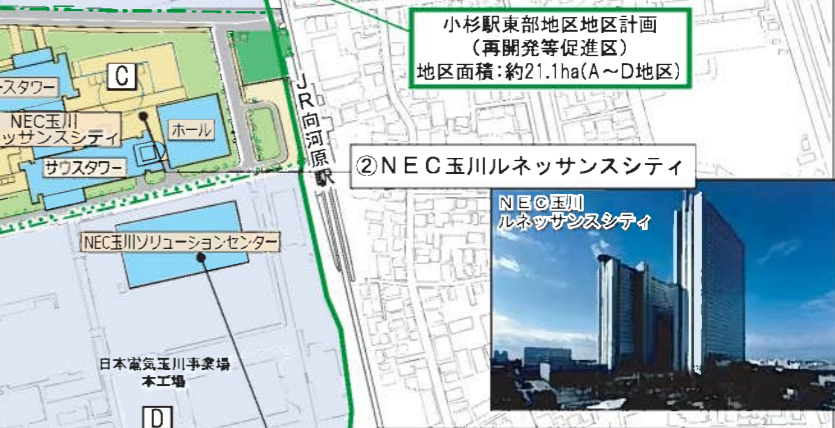 小杉駅東部地区地区計画
（再開発等促進区）
地区面積：約21.1ha(A～D地区)
C
ースタワー
NEC玉川
ッサンスシティ
ホール
サウスタワー
JR向河原駅
②NEC玉川ルネッサンスシティ
NEC玉川
ルネッサンスシティ
NEC玉川ソリューションセンター
日本電気玉川事業場
本工場
D